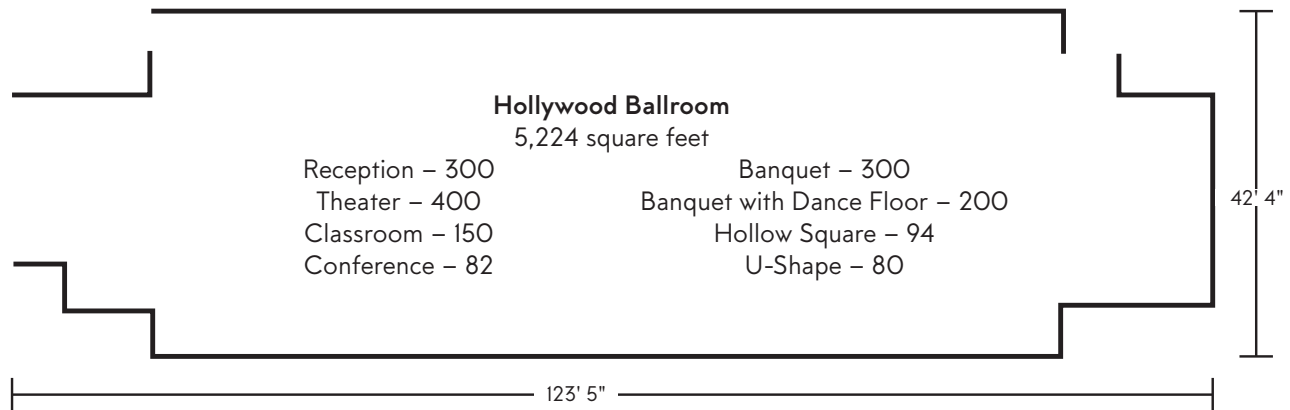 Hollywood Ballroom
5,224 square feet
Reception – 300
Theater – 400
Classroom – 150
Conference – 82
Banquet – 300
Banquet with Dance Floor – 200
Hollow Square – 94
U-Shape – 80
42' 4"
123' 5"